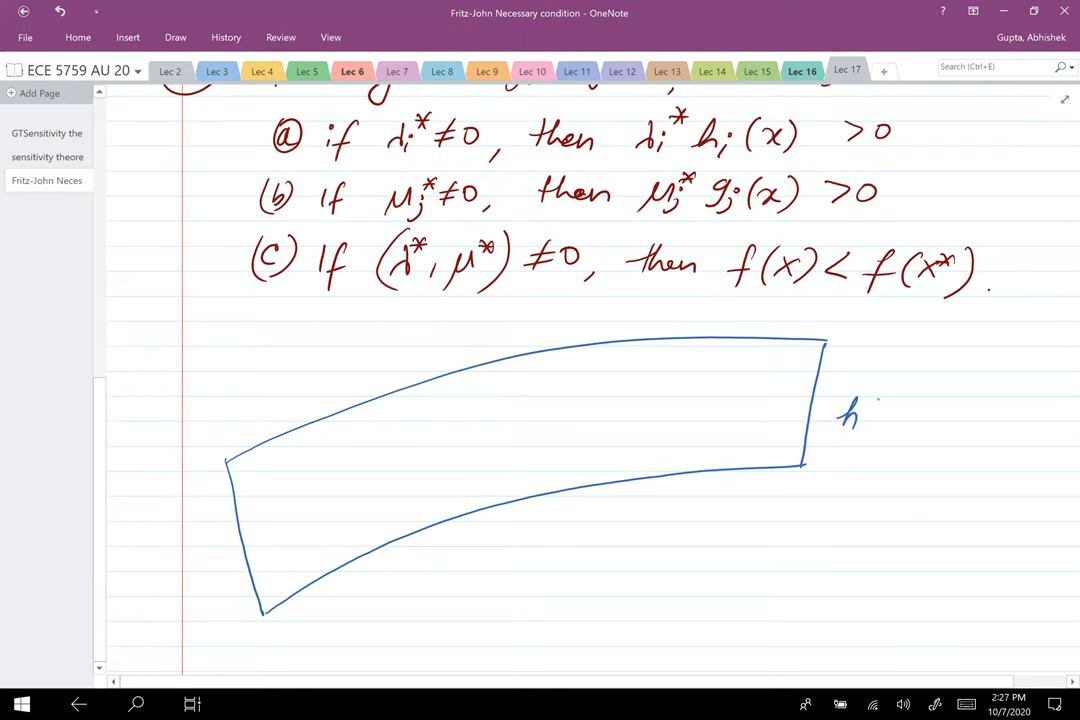 Fritz-John Necessary condition - OneNote
?
File Home Insert Draw History Review View
Gupta, Abhishek
ECE 5759 AU 20
Lec 2 Lec 3 Lec 4 Lec 5 Lec 6 Lec 7 Lec 8 Lec 9 Lec 10 Lec 11 Lec 12 Lec 13 Lec 14 Lec 15 Lec 16 Lec 17
Search (Ctrl+E)
Add Page
GTSensitivity the
sensitivity theore
Fritz-John Neces
(a) if λi* ≠0, then λi* hi(x) >0
(b) If μj* ≠0, then μj* gj(x) >0
(c) If (λ*, μ*) ≠0, then f(x) < f(x*).
h
2:27 PM
10/7/2020